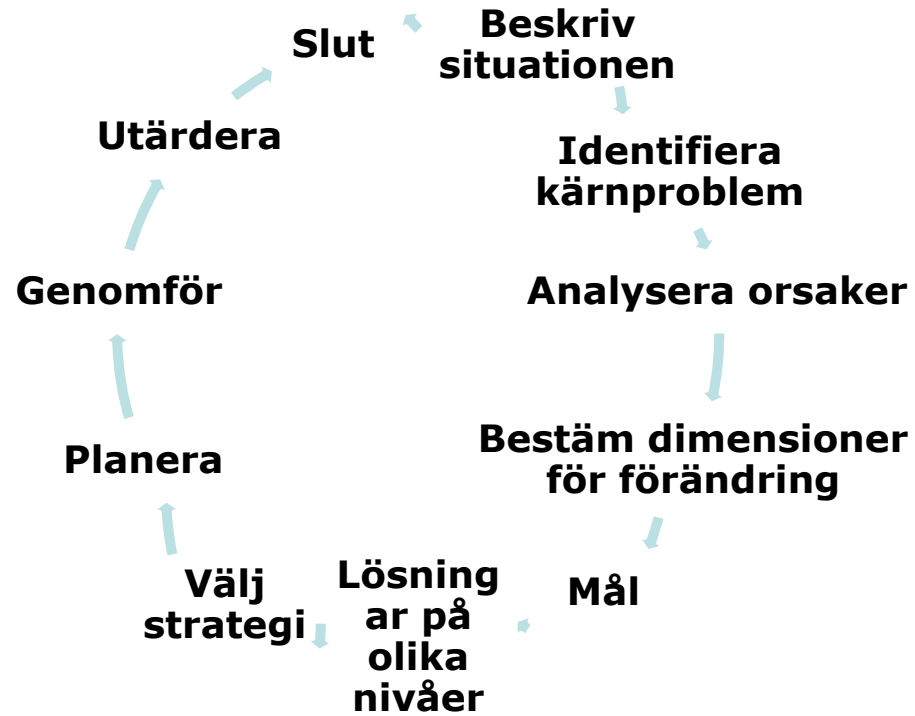 Beskriv
situationen
Identifiera
kärnproblem
Analysera orsaker
Bestäm dimensioner
för förändring
Mål
Lösning
ar på
olika
nivåer
Välj
strategi
Planera
Genomför
Utärdera
Slut